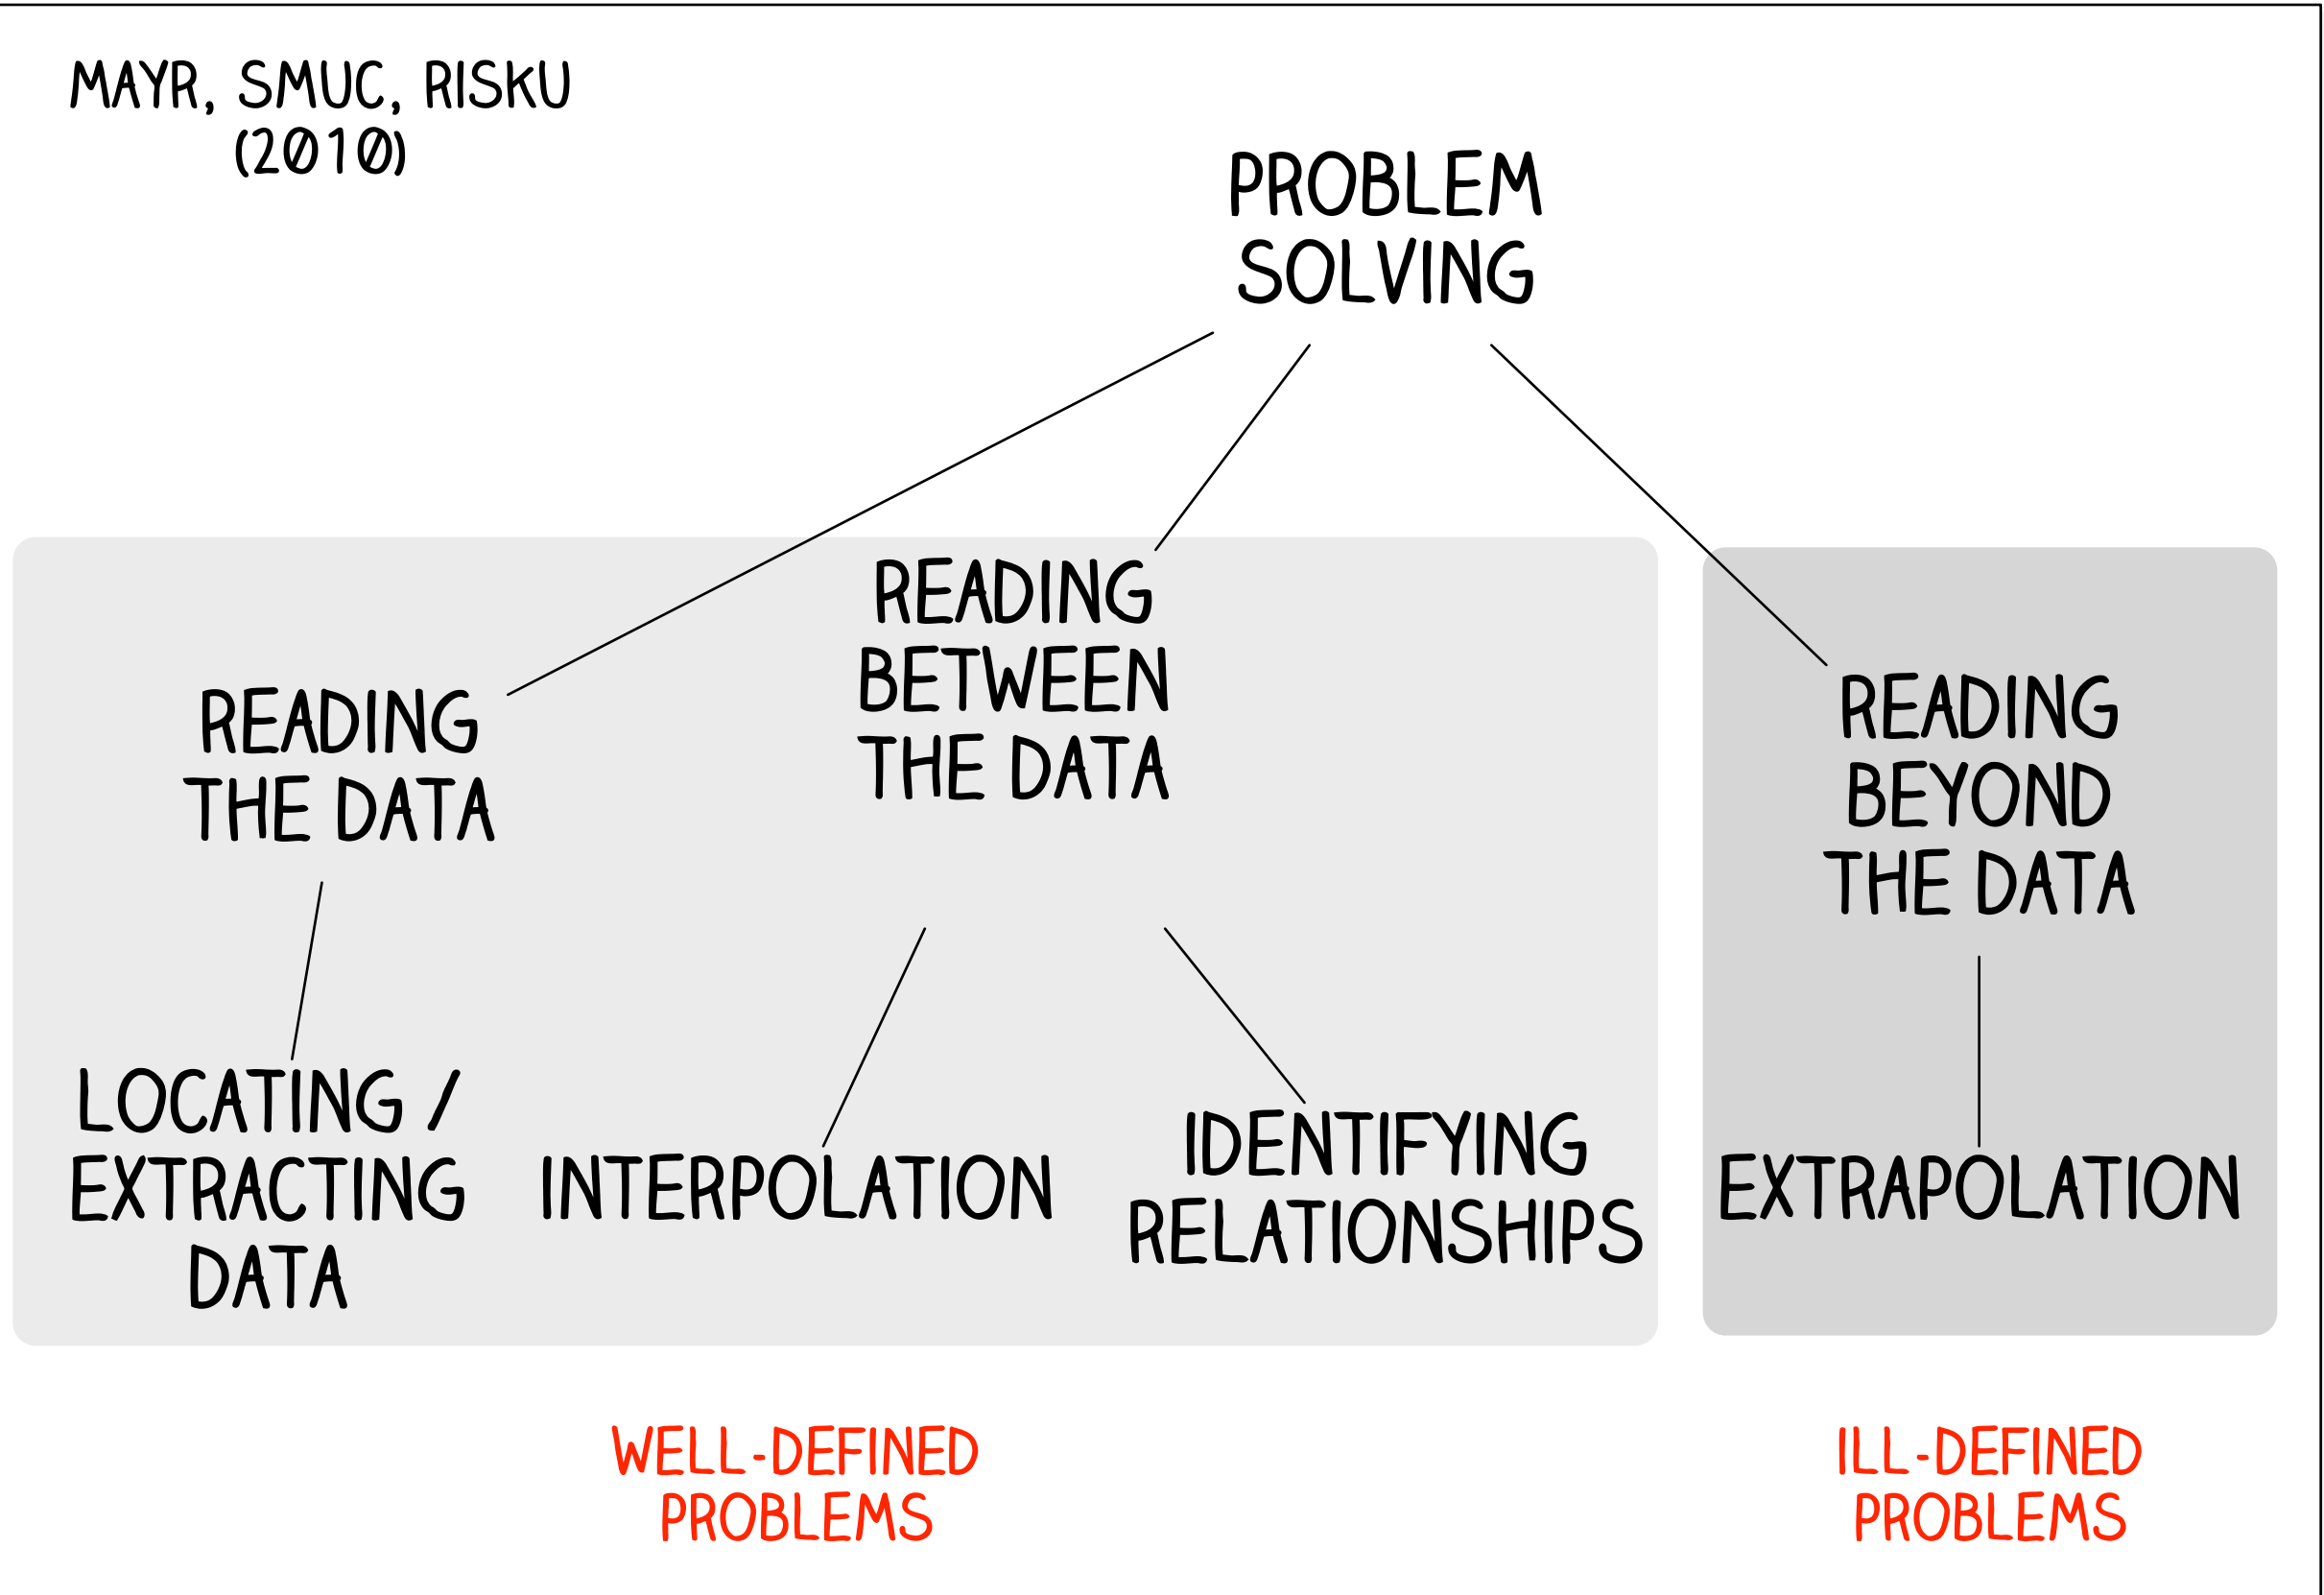 MAYR, SMUC, RISKU
(2010)
PROBLEM
SOLVING
READING
THE DATA
READING
BETWEEN
THE DATA
READING
BEYOND
THE DATA
LOCATING /
EXTRACTING
DATA
INTERPOLATION
IDENTIFYING
RELATIONSHIPS
EXTRAPOLATION
WELL-DEFINED
PROBLEMS
ILL-DEFINED
PROBLEMS